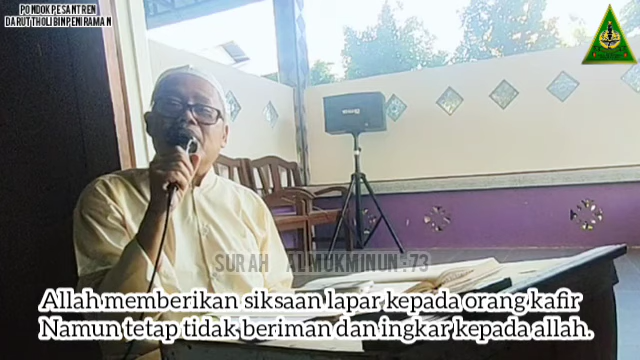 PONDOK PESANTREN
DARUT THOLIBIN PENIRAMAN
SURAH AL MUKMINUN : 73
Allah memberikan siksaan lapar kepada orang kafir
Namun tetap tidak beriman dan ingkar kepada allah.